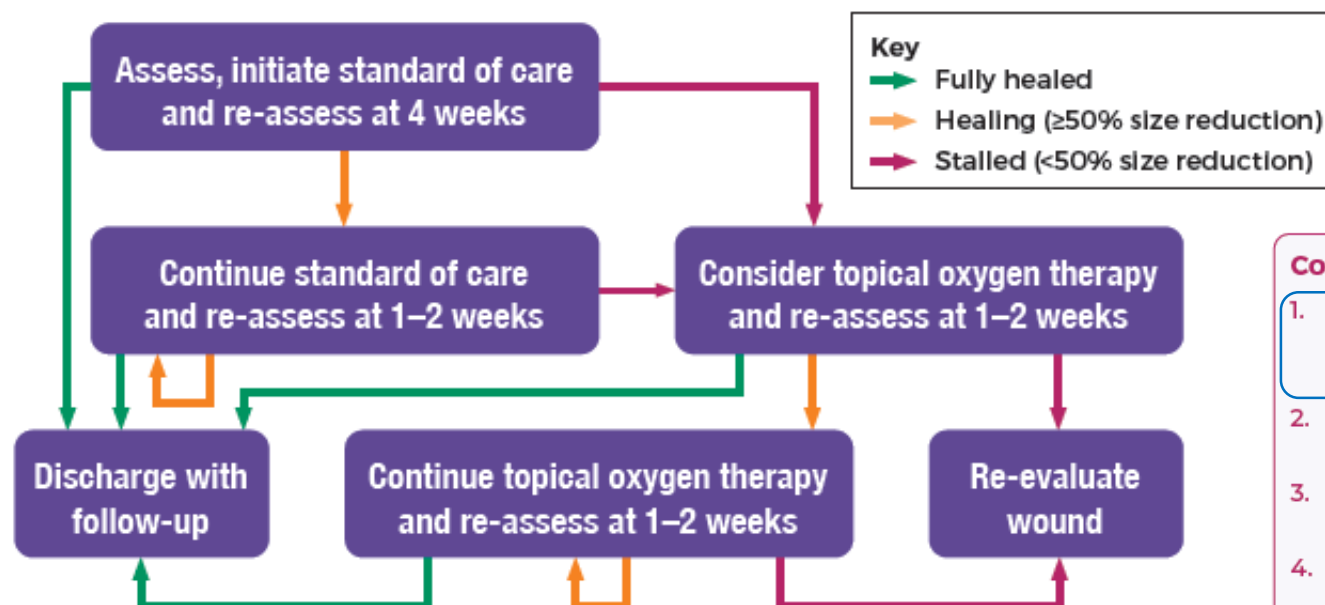 Assess, initiate standard of care
and re-assess at 4 weeks
Key
Fully healed
Healing (≥50% size reduction)
Stalled (<50% size reduction)
Continue standard of care
and re-assess at 1–2 weeks
Consider topical oxygen therapy
and re-assess at 1–2 weeks
Co
1.
2.
3.
4.
Discharge with
follow-up
Continue topical oxygen therapy
and re-assess at 1–2 weeks
Re-evaluate
wound